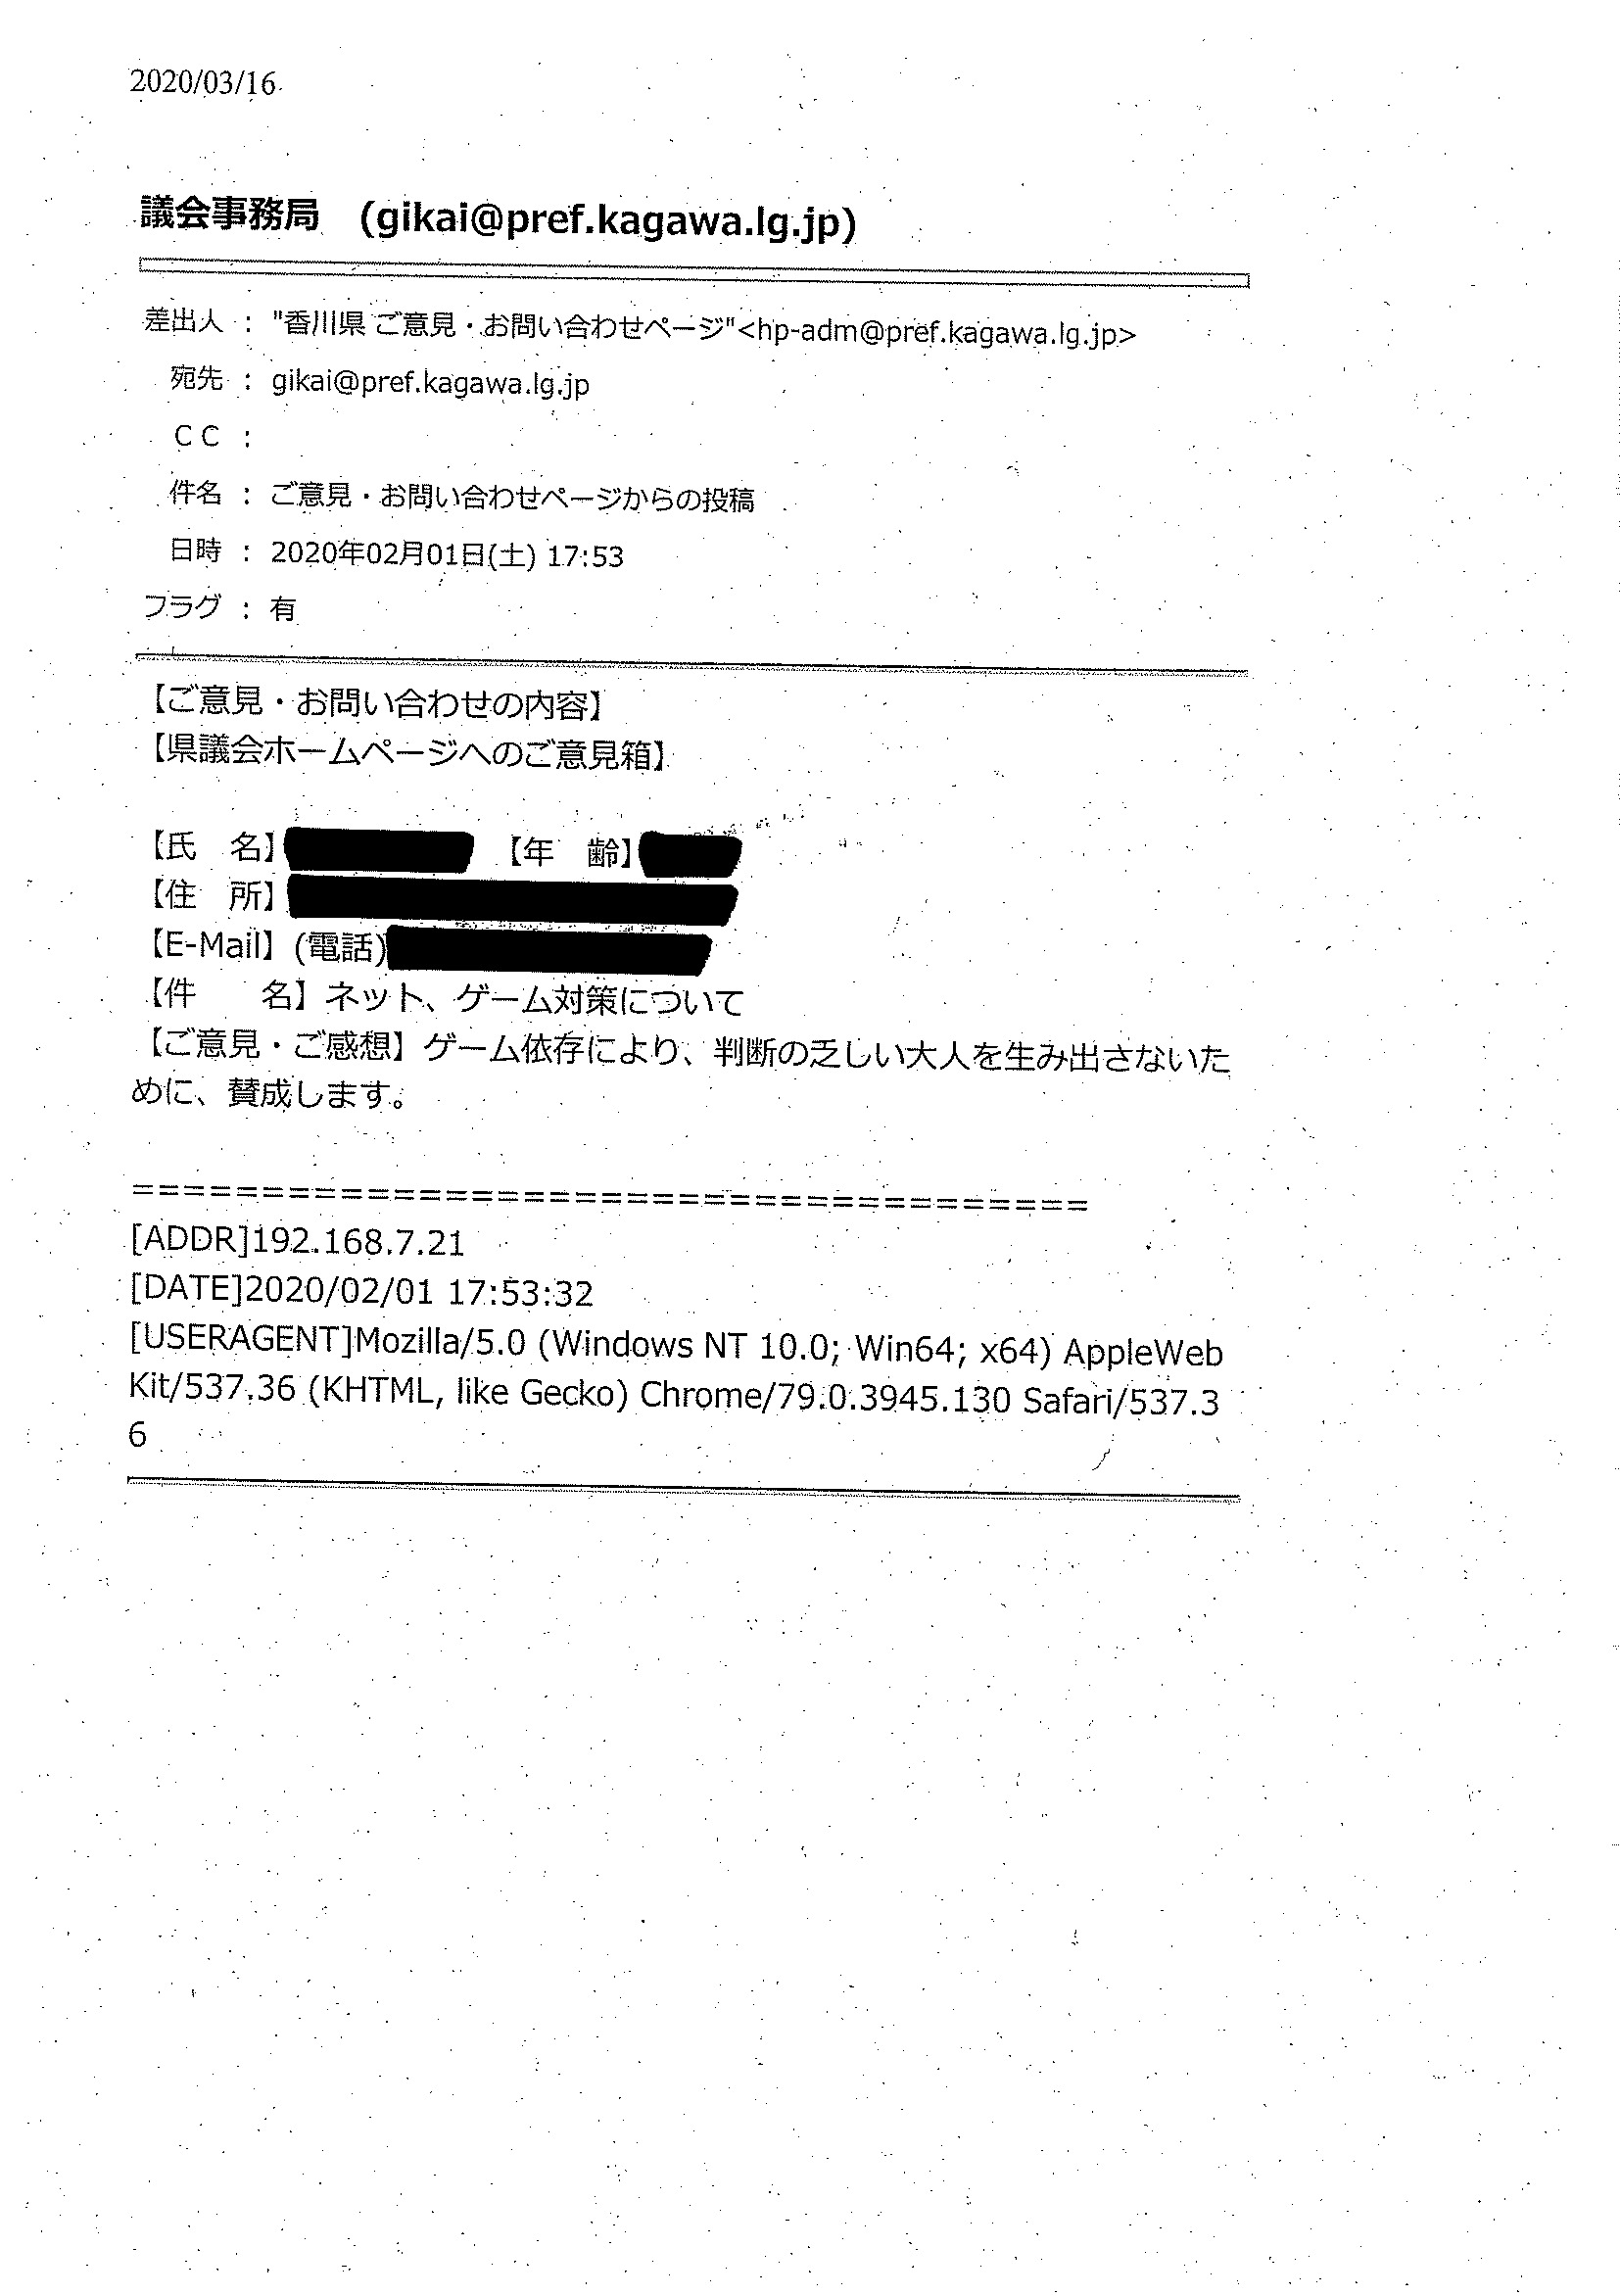 2020/03/16
議会事務局　(gikai@pref.kagawa.lg.jp)
差出人 : "香川県 ご意見・お問い合わせページ"<hp-adm@pref.kagawa.lg.jp>
宛先 : gikai@pref.kagawa.lg.jp
CC :
件名 : ご意見・お問い合わせページからの投稿
日時 : 2020年02月01日(土) 17:53
フラグ : 有
【ご意見・お問い合わせの内容】
【県議会ホームページへのご意見箱】
【氏　名】 【年　齢】
【住　所】
【E-Mail】(電話)
【件　　名】ネット、ゲーム対策について
【ご意見・ご感想】ゲーム依存により、判断の乏しい大人を生み出さないた
めに、賛成します。
=====================================
[ADDR]192.168.7.21
[DATE]2020/02/01 17:53:32
[USERAGENT]Mozilla/5.0 (Windows NT 10.0; Win64; x64) AppleWeb
Kit/537.36 (KHTML, like Gecko) Chrome/79.0.3945.130 Safari/537.3
6